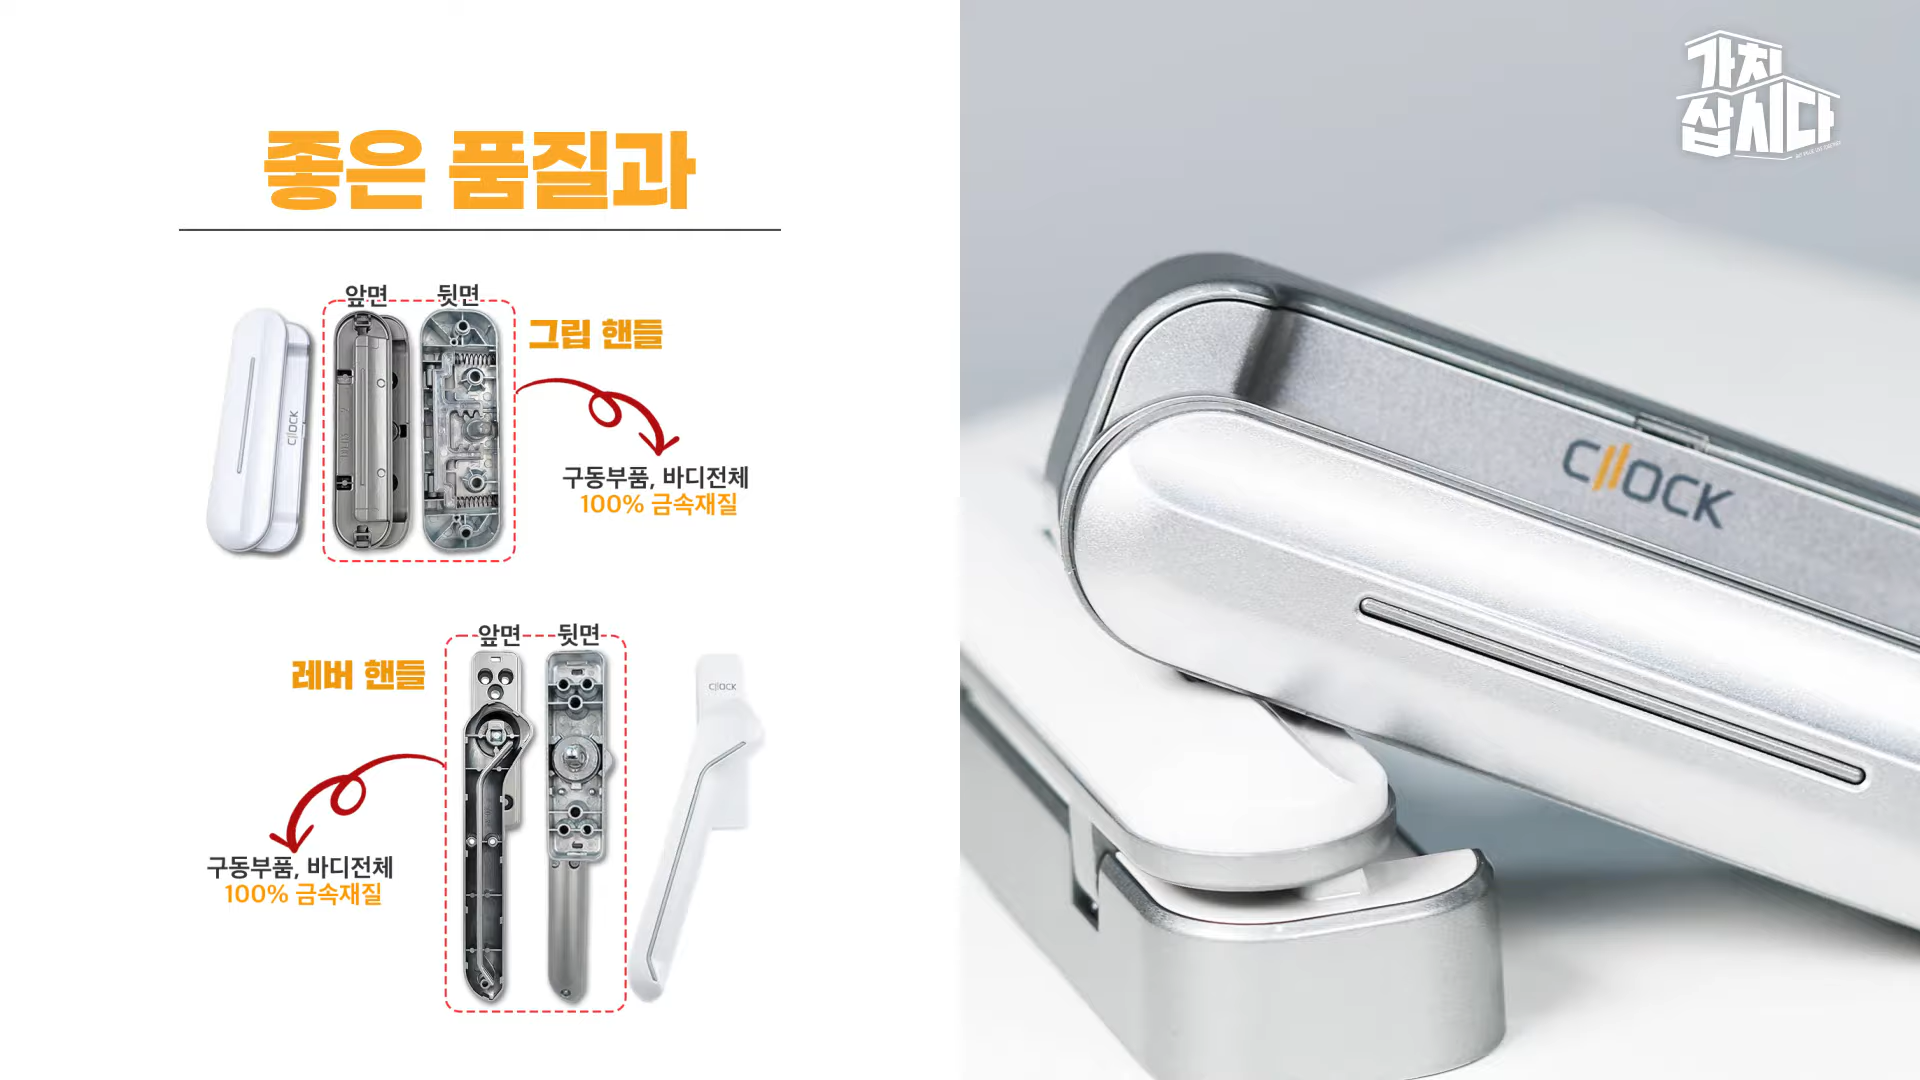 좋은 품질과
앞면
뒷면
그립 핸들
C//OCK
구동부품, 바디전체
100% 금속재질
앞면
뒷면
레버 핸들
C//OCK
구동부품, 바디전체
100% 금속재질
가치
삽시다
C//OCK